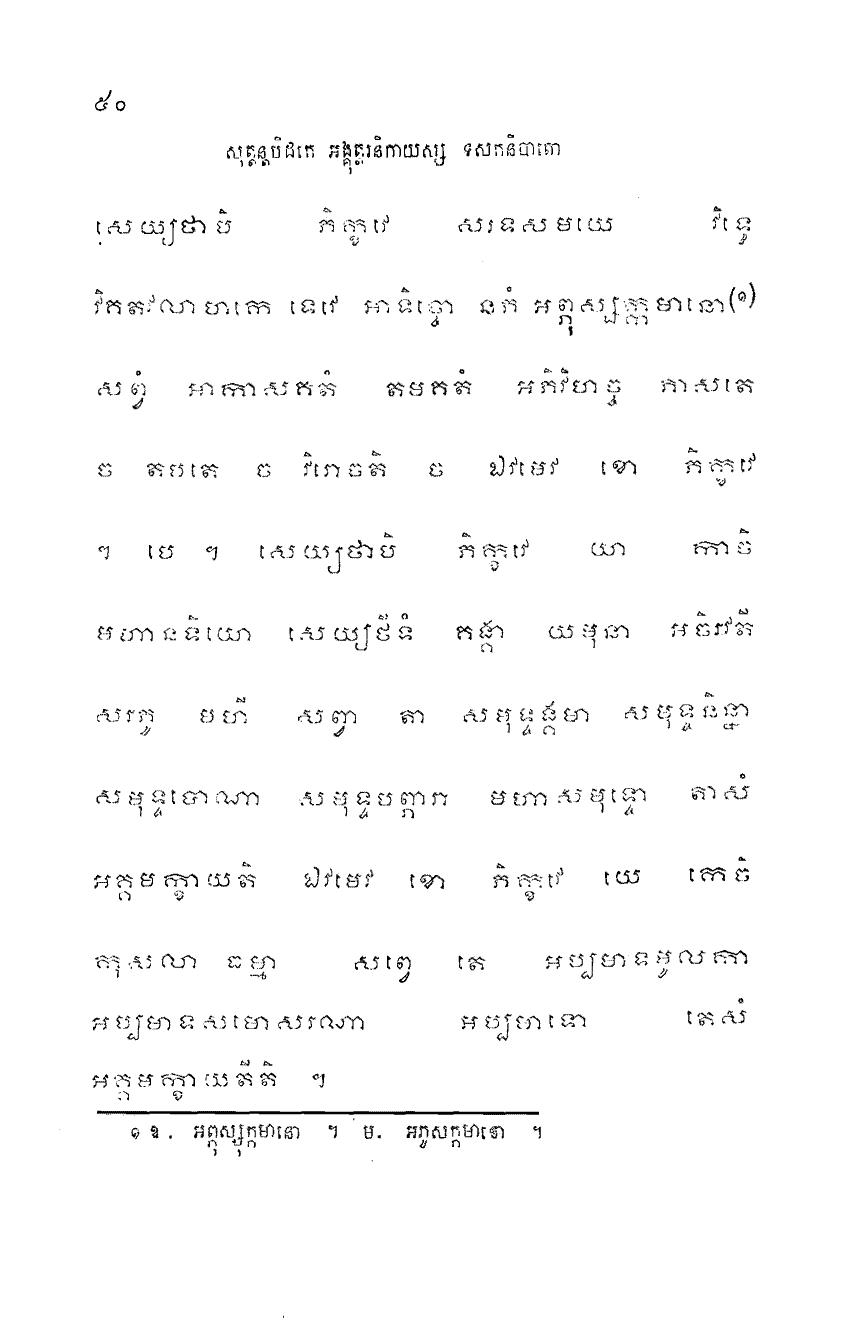 ៥០
សុត្តន្តបិដកេ អង្គុត្តរនិកាយស្ស ទសកនិបាតោ
សេយ្យថាបិ ភិក្ខវេ សរទសមយេ វិទ្ធេ
វិគតវលាហកេ ទេវេ អាទិច្ចោ នភំ អព្ភុស្សក្កមានោ(១)
សព្វំ អាកាសគតំ តមគតំ អភិវិហច្ច ភាសតេ
ច តបតេ ច វិរោចតិ ច ឯវមេវ ខោ ភិក្ខវេ
។ បេ ។ សេយ្យថាបិ ភិក្ខវេ យា កាចិ
មហានទិយោ សេយ្យថីទំ គង្គា យមុនា អចិរវតី
សរភូ មហី សព្វា តា សមុទ្ទង្គមា សមុទ្ទនិន្នា
សមុទ្ទបោណា សមុទ្ទបព្ភារា មហាសមុទ្ទោ តាសំ
អគ្គមក្ខាយតិ ឯវមេវ ខោ ភិក្ខវេ យេ កេចិ
កុសលា ធម្មា សព្វេ តេ អប្បមាទមូលកា
អប្បមាទសមោសរណា អប្បមាទោ តេសំ
អគ្គមក្ខាយតីតិ ។
១ ឧ. អព្ភុស្សុក្កមានោ ។ ម. អភុសក្កមានោ ។